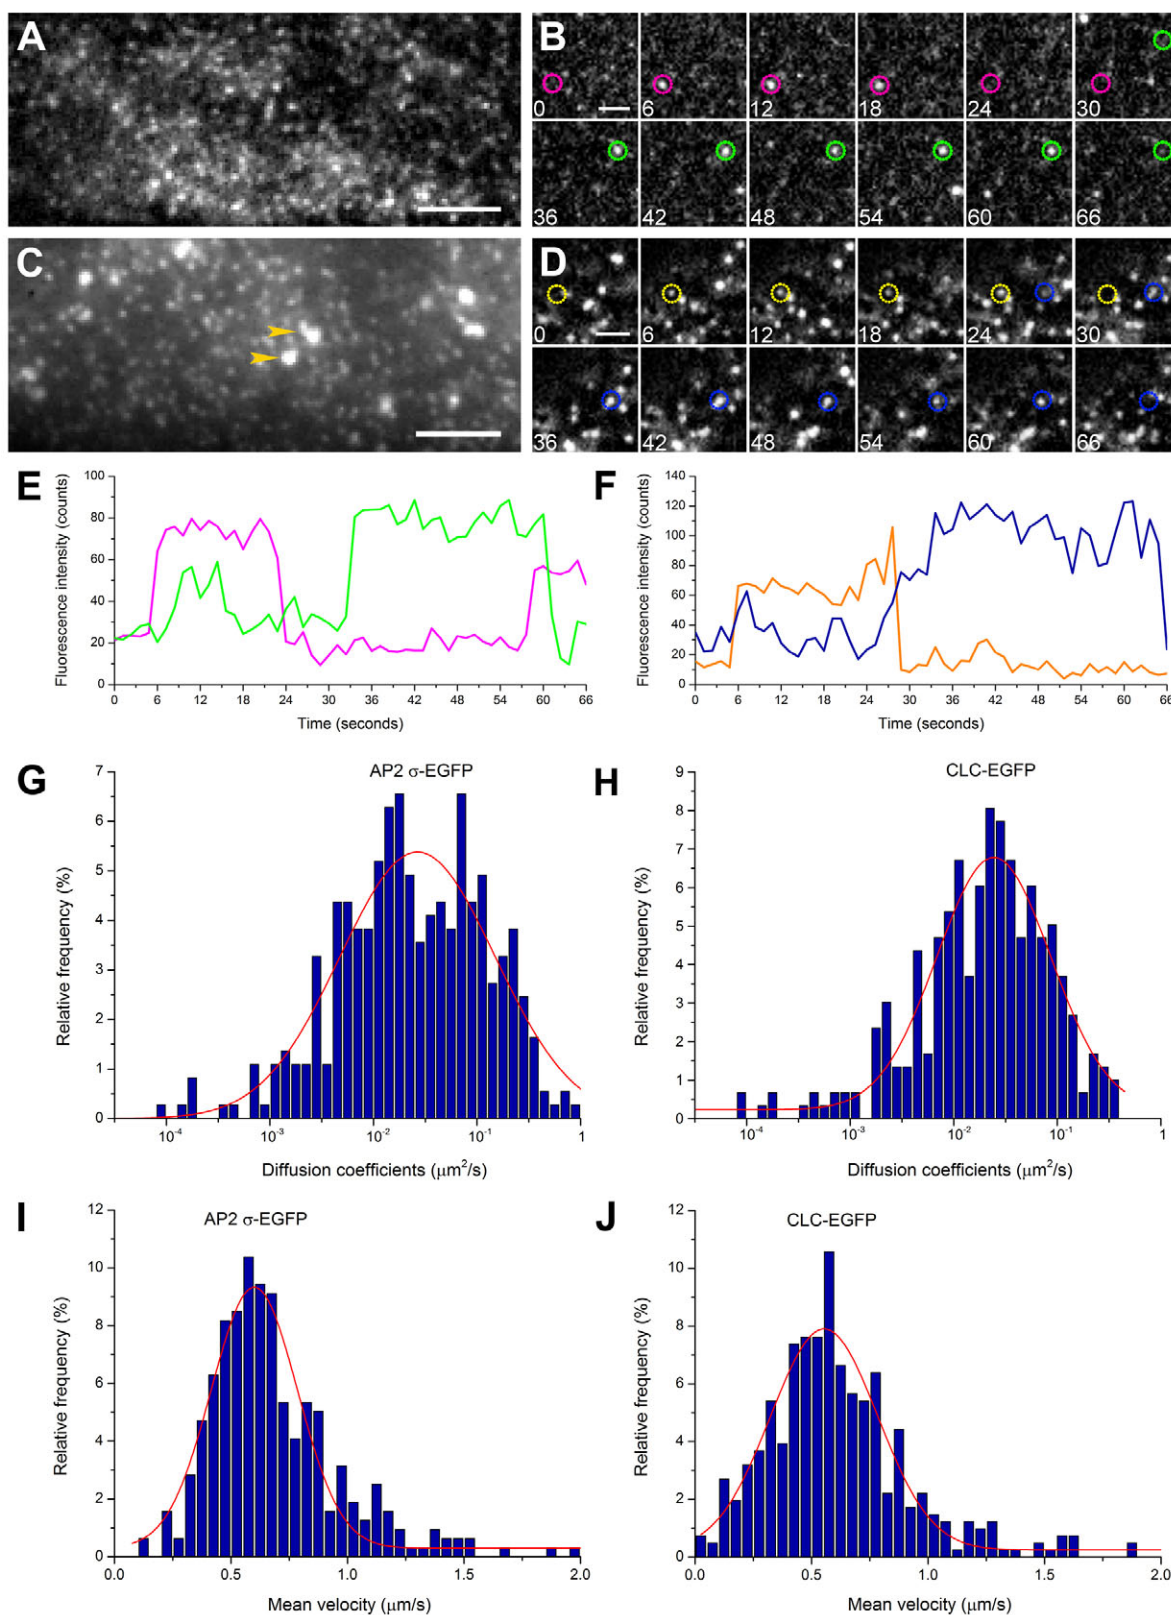 A
B
0
6
12
18
24
30
36
42
48
54
60
66
C
D
0
6
12
18
24
30
36
42
48
54
60
66
E
Fluorescence intensity (counts)
100
80
60
40
20
0
0 6 12 18 24 30 36 42 48 54 60 66
Time (seconds)
F
Fluorescence intensity (counts)
140
120
100
80
60
40
20
0
0 6 12 18 24 30 36 42 48 54 60 66
Time (seconds)
G
AP2 σ-EGFP
Relative frequency (%)
7
6
5
4
3
2
1
0
10-4 10-3 10-2 10-1 1
Diffusion coefficients (μm2/s)
H
CLC-EGFP
Relative frequency (%)
9
8
7
6
5
4
3
2
1
0
10-4 10-3 10-2 10-1 1
Diffusion coefficients (μm2/s)
I
AP2 σ-EGFP
Relative frequency (%)
12
10
8
6
4
2
0
0.0 0.5 1.0 1.5 2.0
Mean velocity (μm/s)
J
CLC-EGFP
Relative frequency (%)
12
10
8
6
4
2
0
0.0 0.5 1.0 1.5 2.0
Mean velocity (μm/s)